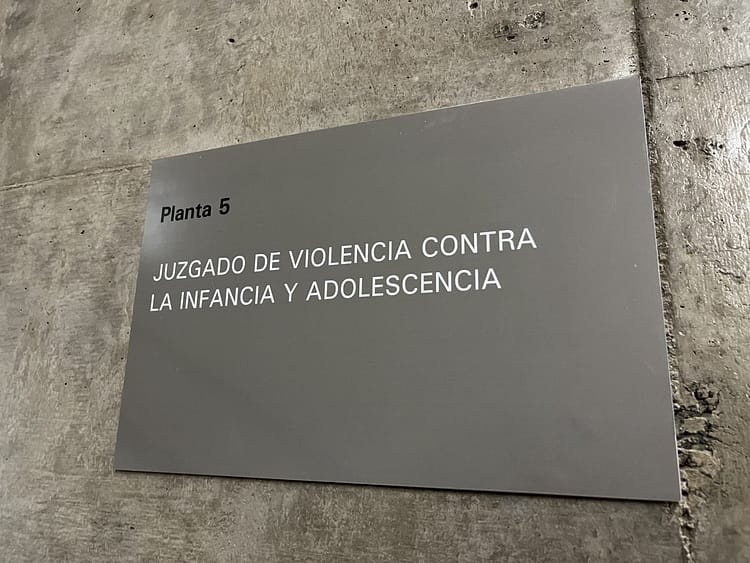 Planta 5
JUZGADO DE VIOLENCIA CONTRA
LA INFANCIA Y ADOLESCENCIA